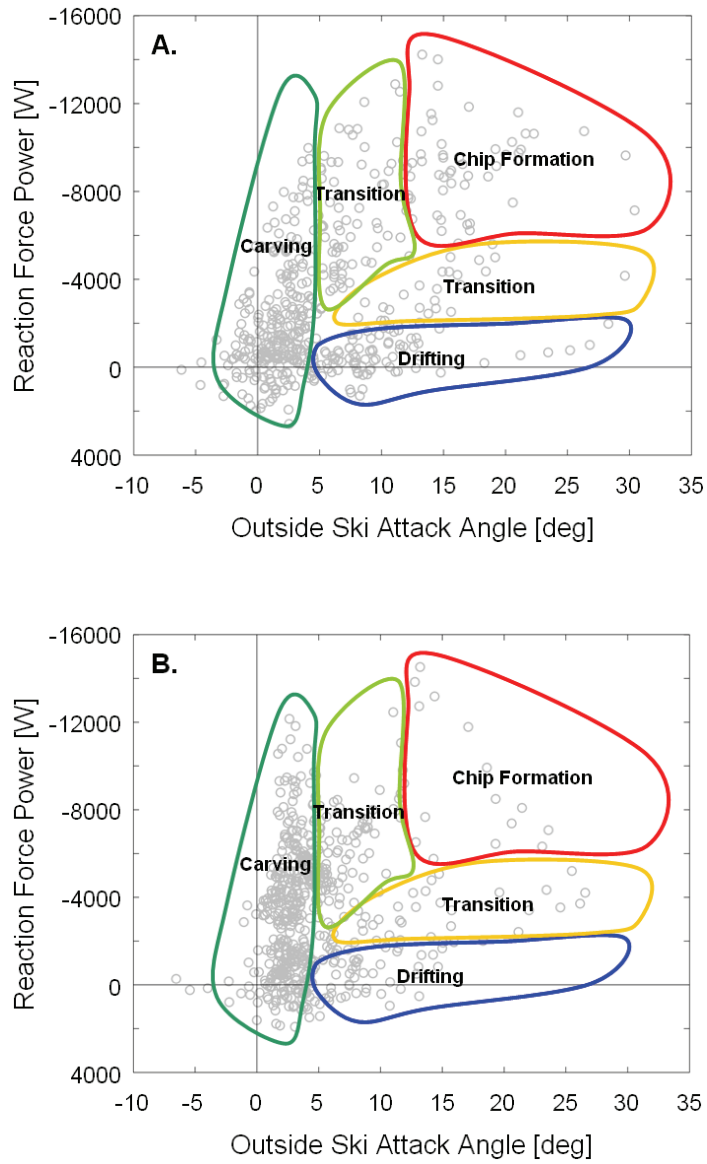 A.
Reaction Force Power [W]
-16000
-12000
-8000
-4000
0
4000
Chip Formation
Transition
Carving
Transition
Drifting
-10 -5 0 5 10 15 20 25 30 35
Outside Ski Attack Angle [deg]
B.
Reaction Force Power [W]
-16000
-12000
-8000
-4000
0
4000
Chip Formation
Transition
Carving
Transition
Drifting
-10 -5 0 5 10 15 20 25 30 35
Outside Ski Attack Angle [deg]